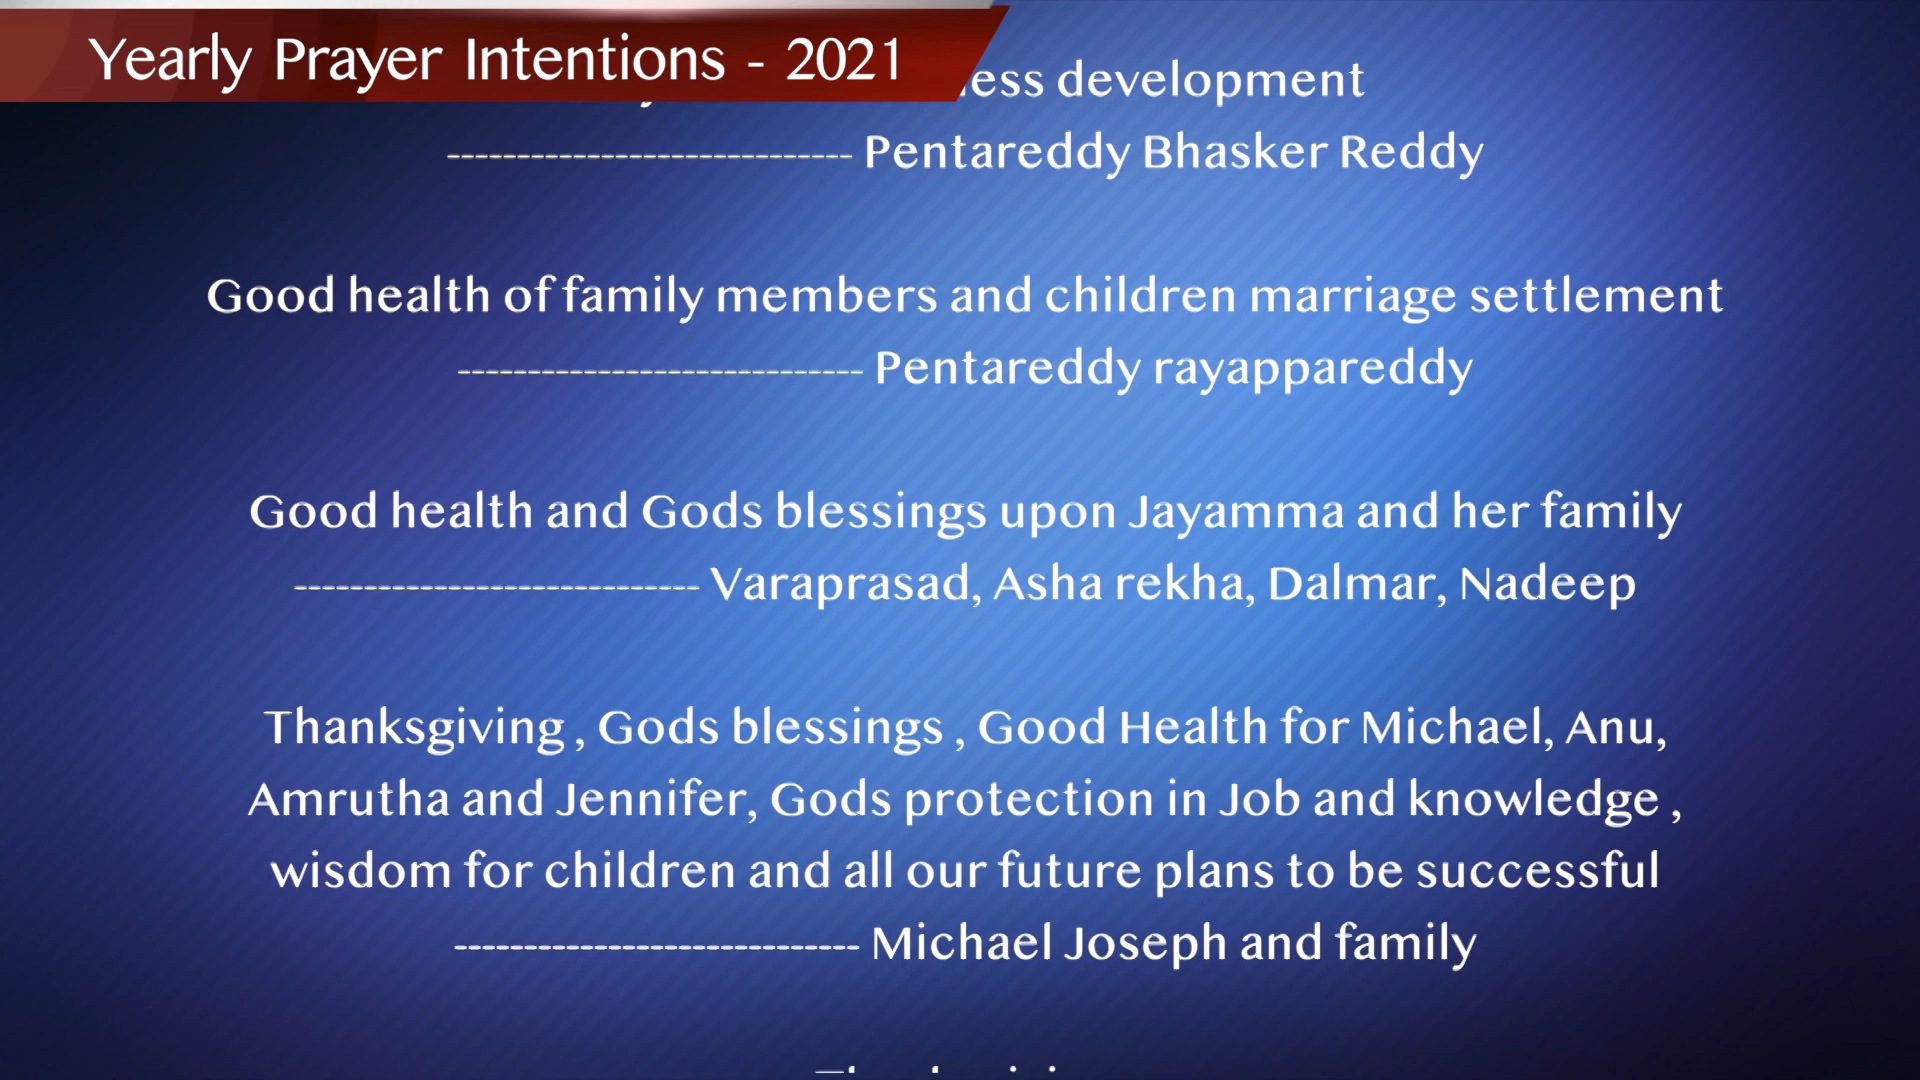 Yearly Prayer Intentions - 2021
development
----------------------------- Pentareddy Bhasker Reddy
Good health of family members and children marriage settlement
----------------------------- Pentareddy rayappareddy
Good health and Gods blessings upon Jayamma and her family
----------------------------- Varaprasad, Asha rekha, Dalmar, Nadeep
Thanksgiving , Gods blessings , Good Health for Michael, Anu,
Amrutha and Jennifer, Gods protection in Job and knowledge ,
wisdom for children and all our future plans to be successful
----------------------------- Michael Joseph and family